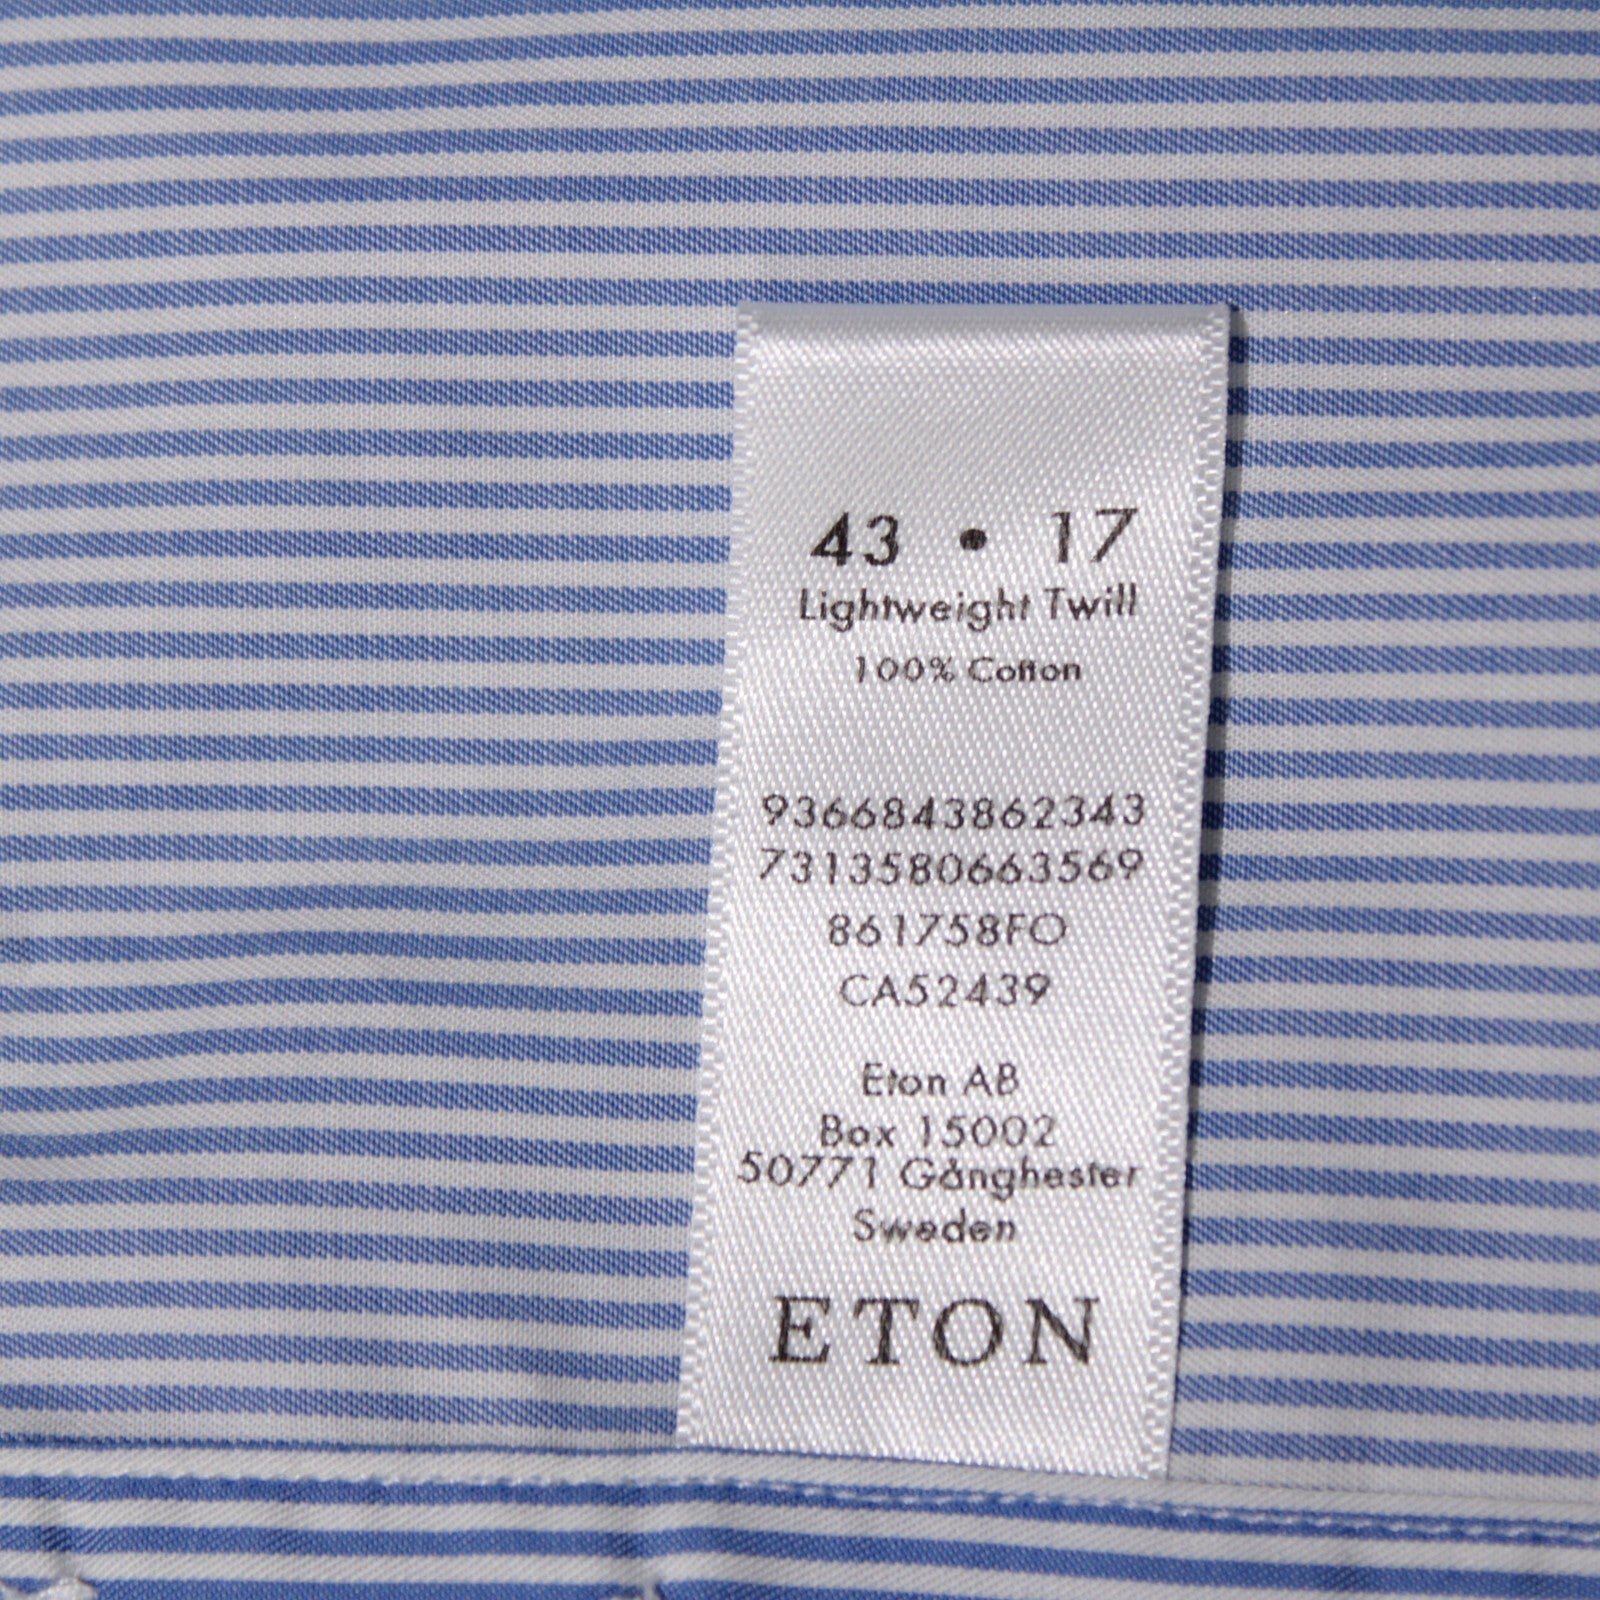 43 • 17
Lightweight Twill
100% Cotton
9366843862343
7313580663569
861758FO
CA52439
Eton AB
Box 15002
50771 Gånghester
Sweden
ETON